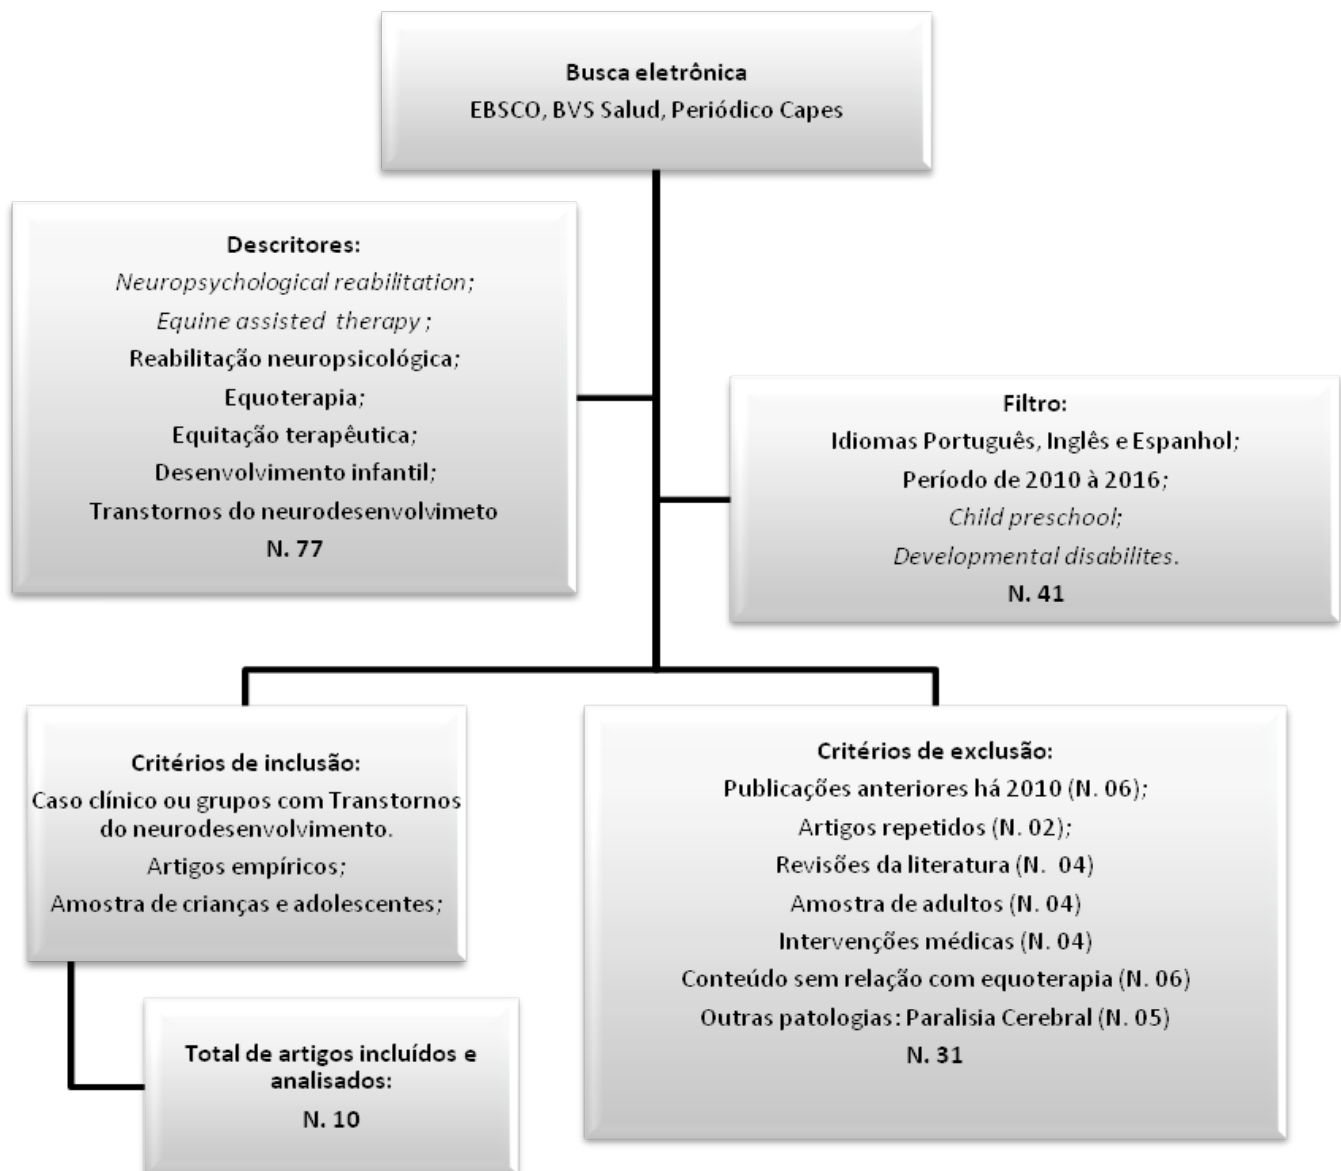 Busca eletrônica
EBSCO, BVS Salud, Periódico Capes
Descritores:
Neuropsychological reabilitation;
Equine assisted therapy ;
Reabilitação neuropsicológica;
Equoterapia;
Equitação terapêutica;
Desenvolvimento infantil;
Transtornos do neurodesenvolvimeto
N. 77
Filtro:
Idiomas Português, Inglês e Espanhol;
Período de 2010 à 2016;
Child preschool;
Developmental disabilites.
N. 41
Critérios de inclusão:
Caso clínico ou grupos com Transtornos
do neurodesenvolvimento.
Artigos empíricos;
Amostra de crianças e adolescentes;
Total de artigos incluídos e
analisados:
N. 10
Critérios de exclusão:
Publicações anteriores há 2010 (N. 06);
Artigos repetidos (N. 02);
Revisões da literatura (N. 04)
Amostra de adultos (N. 04)
Intervenções médicas (N. 04)
Conteúdo sem relação com equoterapia (N. 06)
Outras patologias: Paralisia Cerebral (N. 05)
N. 31